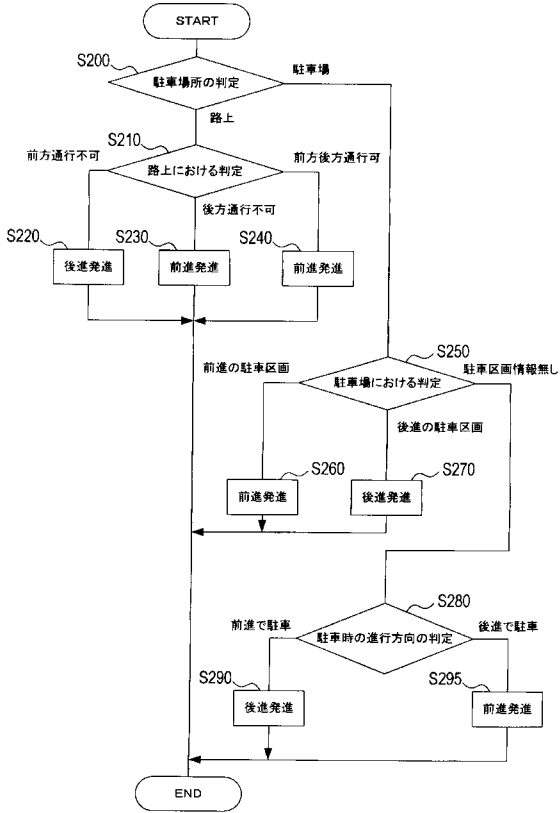 START
S200
駐車場所の判定
駐車場
路上
S210
前方通行不可
路上における判定
前方後方通行可
後方通行不可
S220
後進発進
S230
前進発進
S240
前進発進
S250
前進の駐車区画
駐車場における判定
駐車区画情報無し
後進の駐車区画
S260
前進発進
S270
後進発進
S280
前進で駐車
駐車時の進行方向の判定
後進で駐車
S290
後進発進
S295
前進発進
END